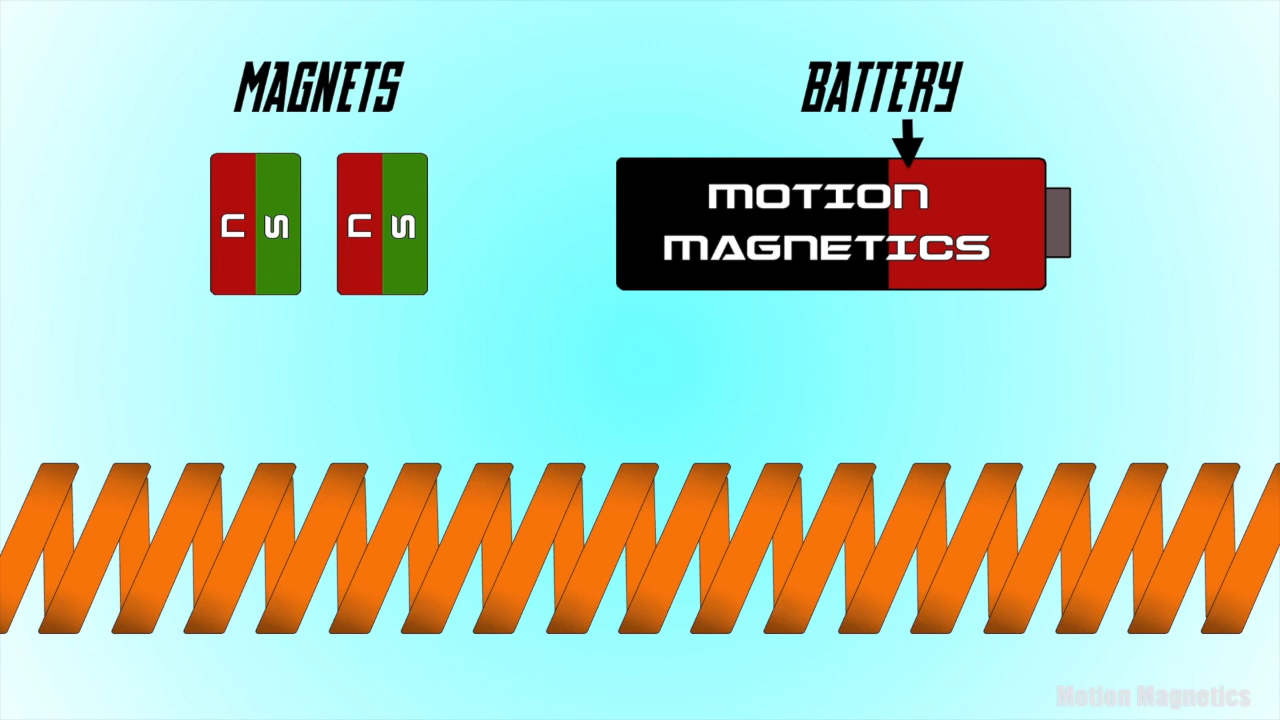 MAGNETS
BATTERY
N S
N S
MOTION
MAGNETICS
Motion Magnetics